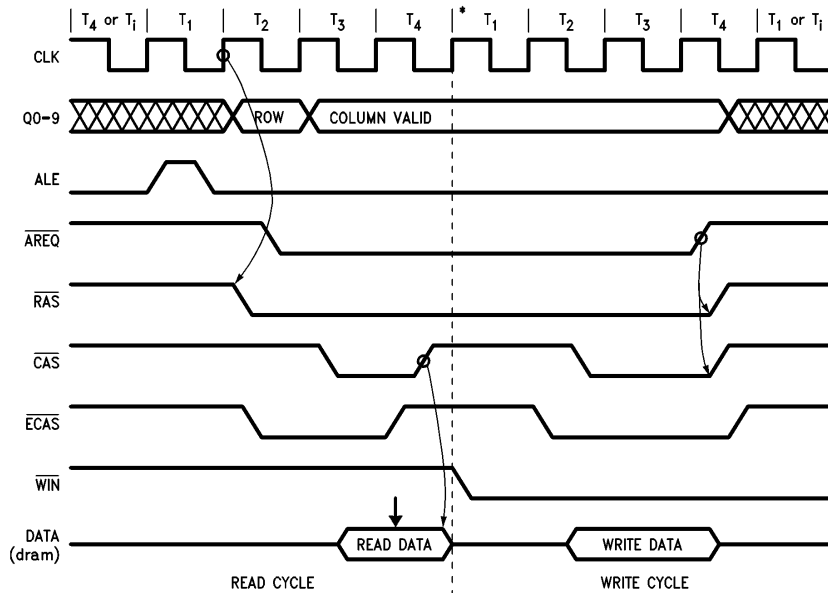 T4 or Ti T1 T2 T3 T4 * T1 T2 T3 T4 T1 or Ti
CLK
Q0-9 ROW COLUMN VALID
ALE
AREQ
RAS
CAS
ECAS
WIN
DATA READ DATA WRITE DATA
(dram)
READ CYCLE WRITE CYCLE